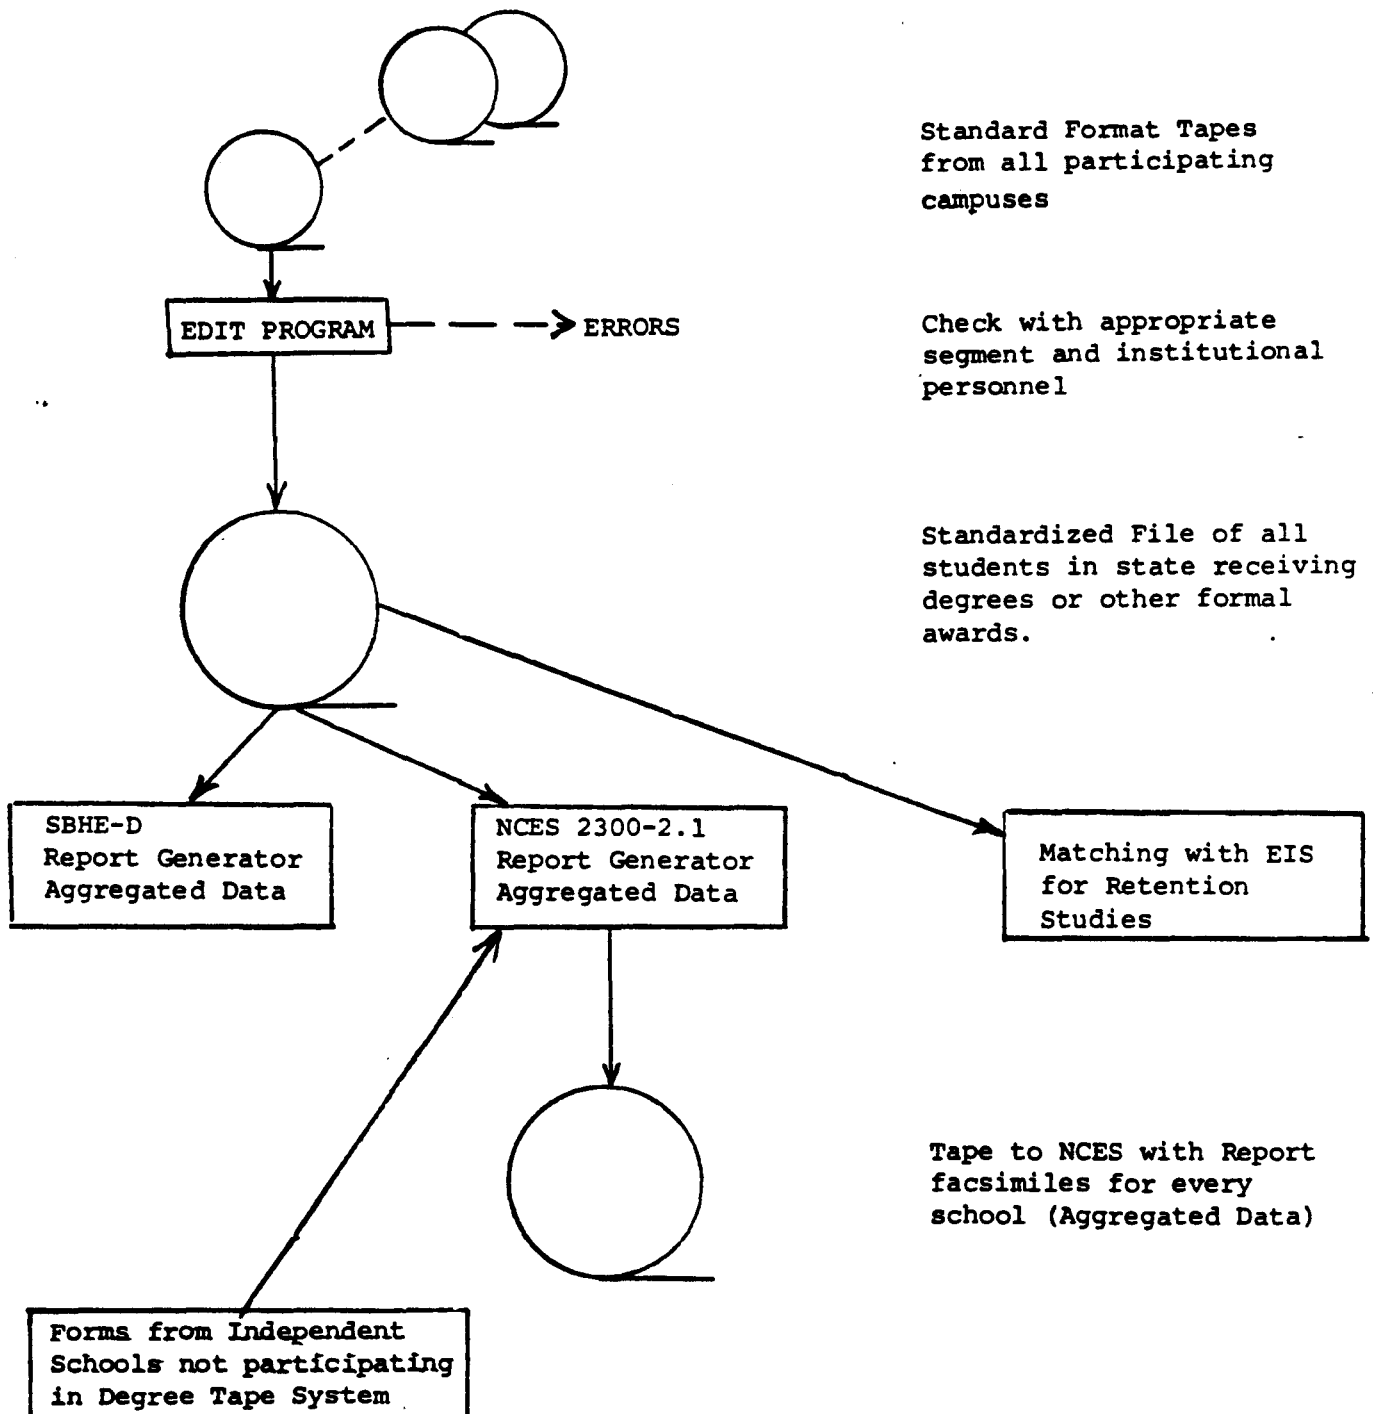 Standard Format Tapes
from all participating
campuses
EDIT PROGRAM
ERRORS
Check with appropriate
segment and institutional
personnel
Standardized File of all
students in state receiving
degrees or other formal
awards.
SBHE-D
Report Generator
Aggregated Data
NCES 2300-2.1
Report Generator
Aggregated Data
Matching with EIS
for Retention
Studies
Tape to NCES with Report
facsimiles for every
school (Aggregated Data)
Forms from Independent
Schools not participating
in Degree Tape System